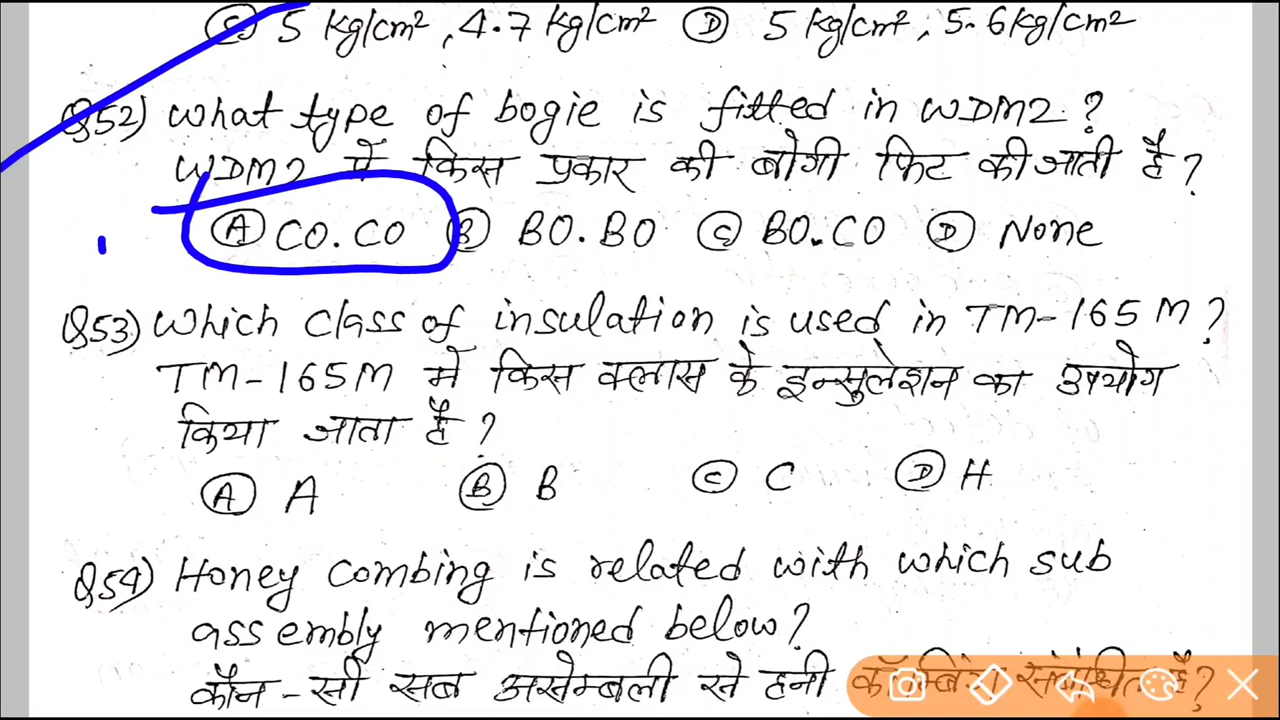 Ⓒ 5 kg/cm², 4.7 kg/cm² Ⓓ 5 kg/cm², 5.6 kg/cm²
Q52) What type of bogie is fitted in WDM2?
WDM2 में किस प्रकार की बोगी फिट की जाती है?
Ⓐ CO.CO Ⓑ BO.BO Ⓒ BO.CO Ⓓ None
Q53) Which class of insulation is used in TM-165M?
TM-165M में किस क्लास के इन्सुलेशन का उपयोग
किया जाता है?
Ⓐ A Ⓑ B Ⓒ C Ⓓ H
Q54) Honey combing is related with which sub
assembly mentioned below?
कौन-सी सब असेम्बली से हनी कॉम्बिंग संबंधित है?